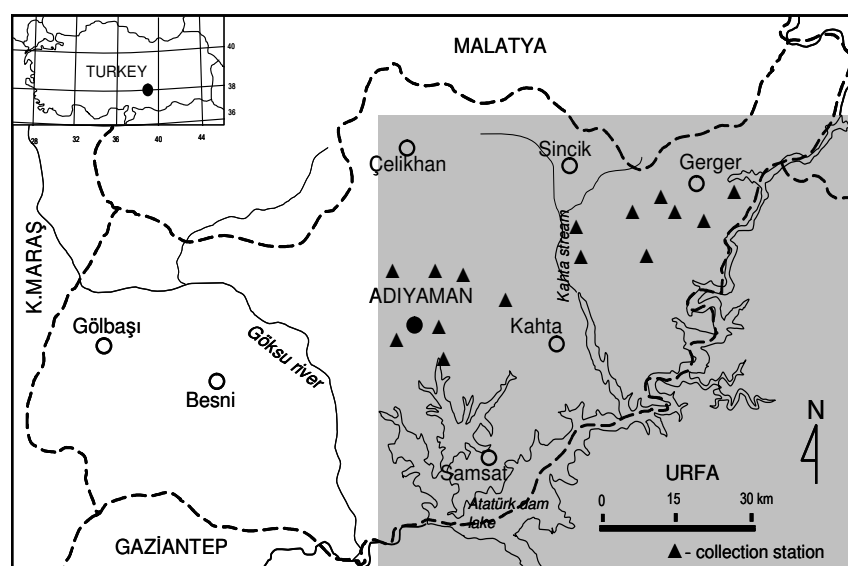 MALATYA
40
TURKEY
38
36
28
32
36
40
44
Çelikhan
Sinçik
Gerger
K.MARAŞ
Kahta stream
ADIYAMAN
Gölbaşı
Göksu river
Kahta
Besni
N
Samsat
URFA
Atatürk dam
lake
0
15
30 km
GAZİANTEP
- collection station